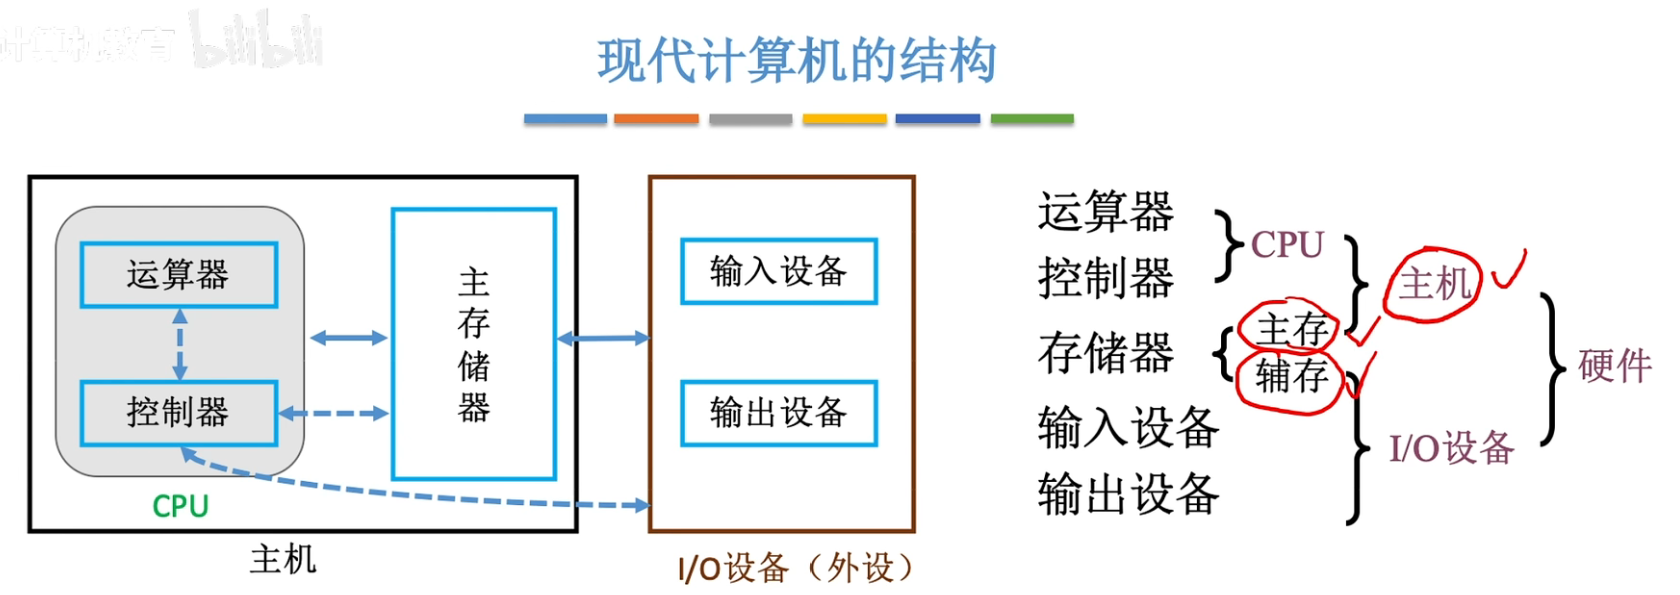 计算机教育 bilibili
现代计算机的结构
运算器
控制器
CPU
主存储器
主机
输入设备
输出设备
I/O设备（外设）
运算器
控制器
CPU
存储器
主存
辅存
主机
输入设备
输出设备
I/O设备
硬件